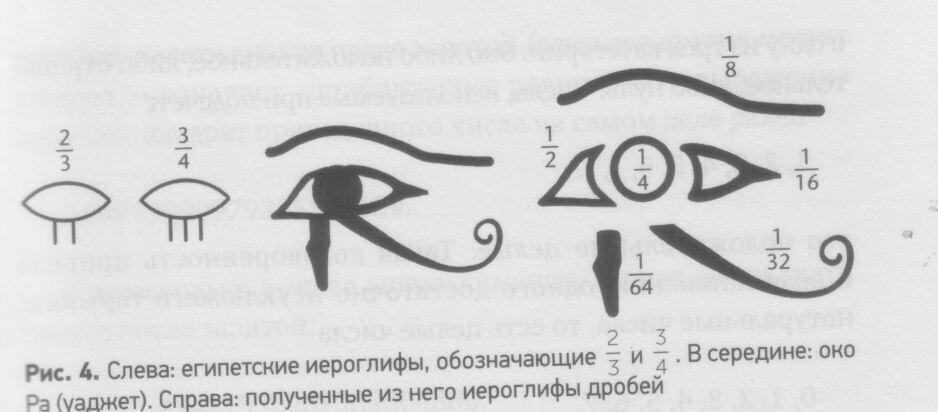 1/8
2/3 3/4 1/2 1/4 1/16
1/64 1/32
Рис. 4. Слева: египетские иероглифы, обозначающие 2/3 и 3/4. В середине: око
Ра (уаджет). Справа: полученные из него иероглифы дробей